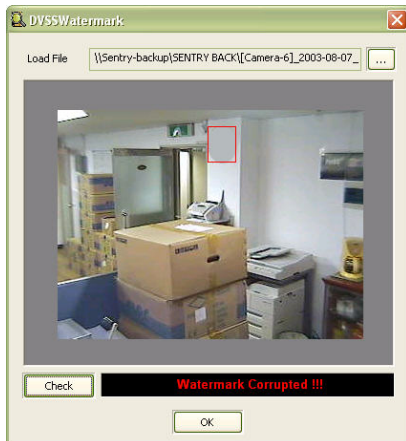 DVSSWatermark
Load File
\\Sentry-backup\SENTRY BACK\[Camera-6]_2003-08-07_
...
Check
Watermark Corrupted !!!
OK